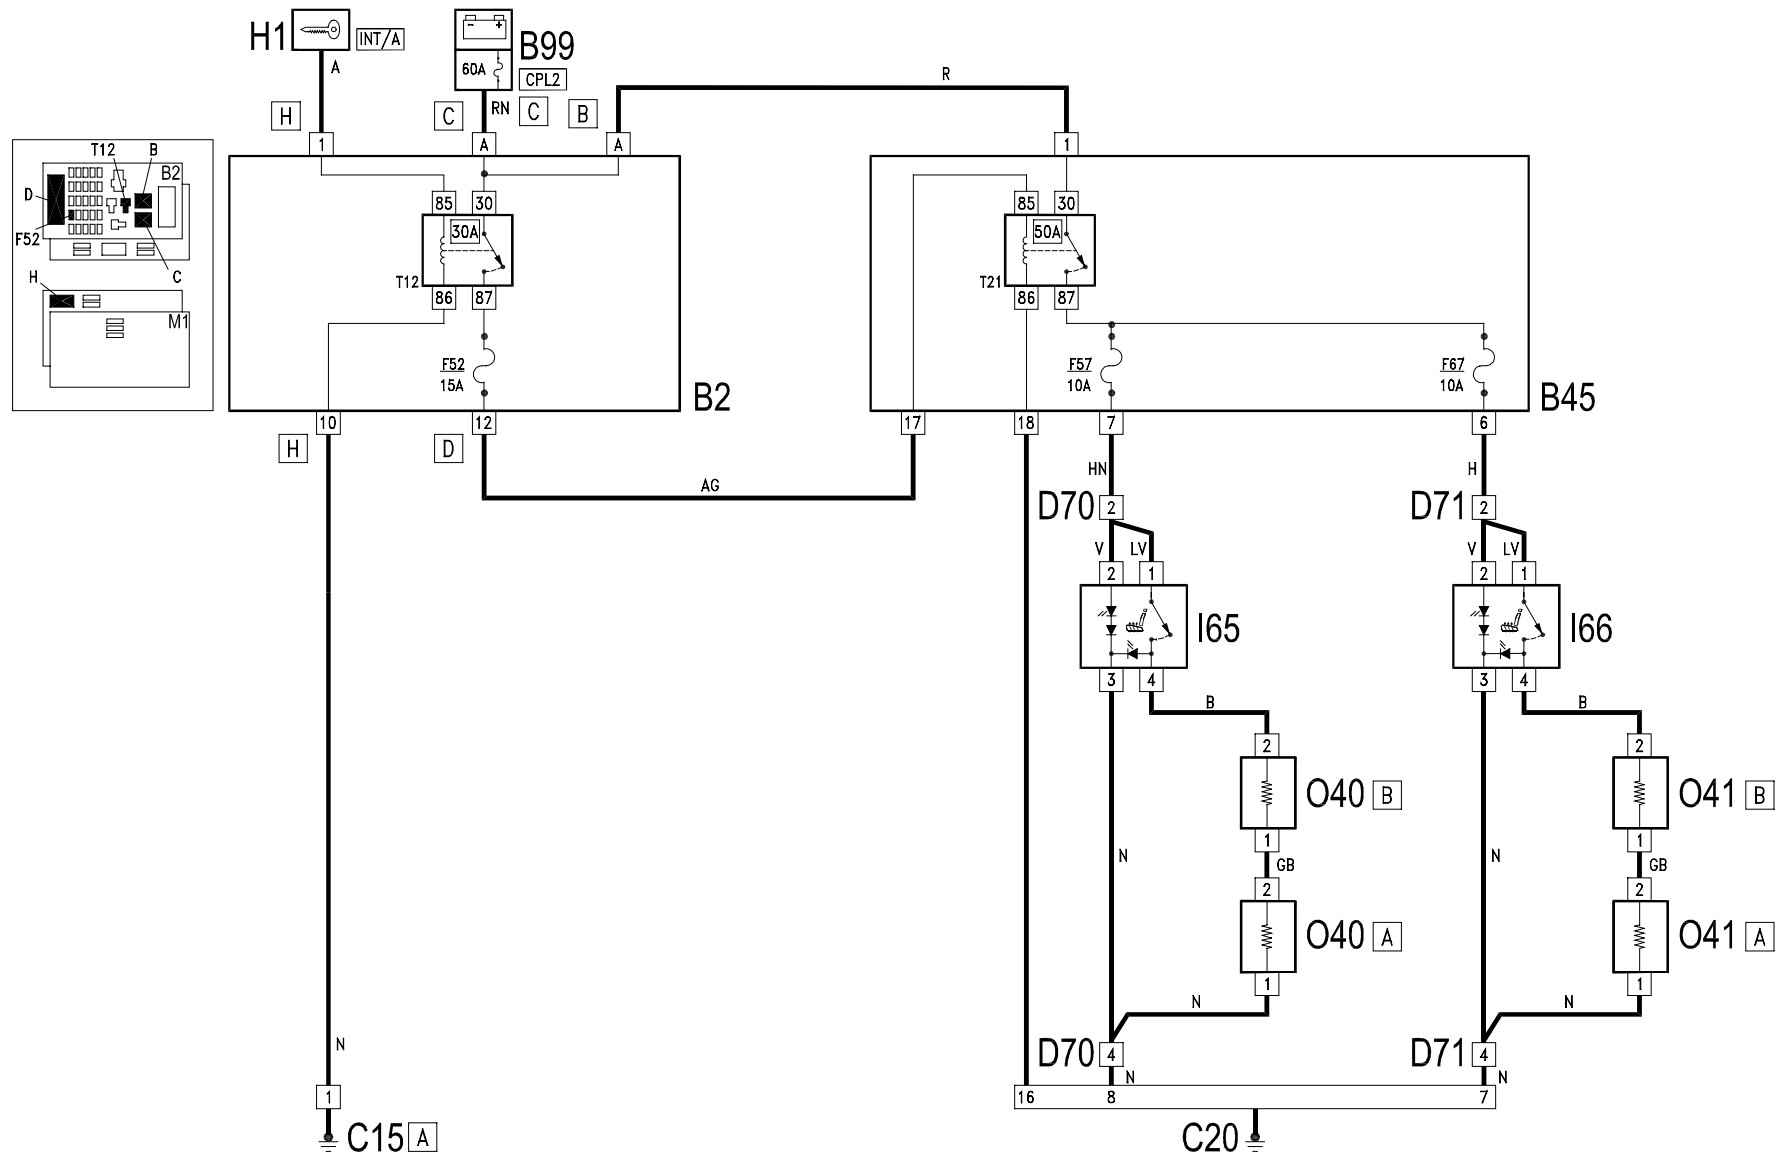 H1 INT/A
A
B99
60A
CPL2
H C RN C B
R
1 A A 1
T12 B
B2
D
F52
C
H
M1
85 30
30A
T12
86 87
F52
15A
B2
85 30
50A
T21
86 87
F57
10A
F67
10A
B45
10 12 17 18 7 6
H D
AG
HN H
D70 2 D71 2
V LV V LV
2 1 2 1
I65 I66
3 4 3 4
B B
2 2
O40 B O41 B
1 1
N GB N GB
2 2
O40 A O41 A
1 1
N N
N
D70 4 D71 4
N N
1 16 8 7
C15 A C20